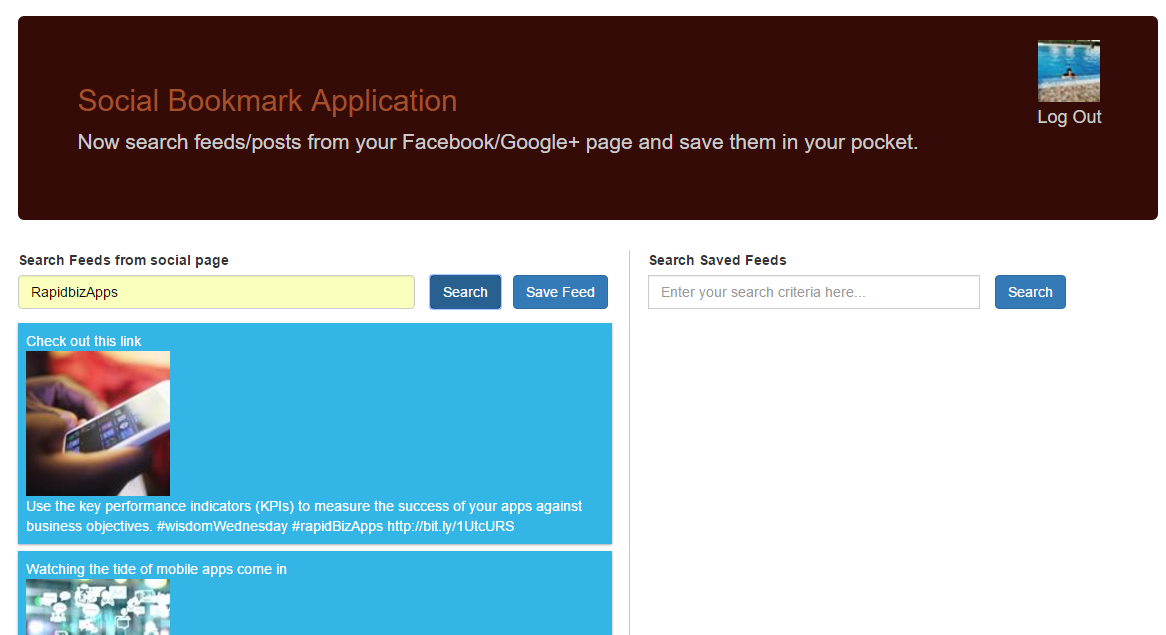 Social Bookmark Application
Now search feeds/posts from your Facebook/Google+ page and save them in your pocket.
Log Out
Search Feeds from social page
RapidbizApps
Search
Save Feed
Check out this link
Use the key performance indicators (KPIs) to measure the success of your apps against
business objectives. #wisdomWednesday #rapidBizApps http://bit.ly/1UtcURS
Watching the tide of mobile apps come in
Search Saved Feeds
Enter your search criteria here...
Search